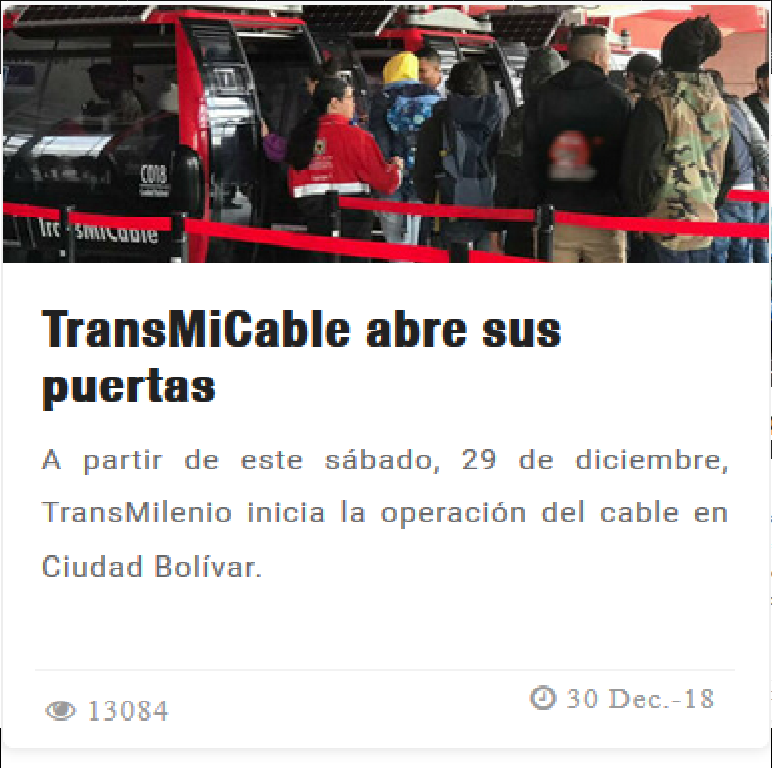 C018
TransMiCable
TransMiCable abre sus
puertas
A partir de este sábado, 29 de diciembre,
TransMilenio inicia la operación del cable en
Ciudad Bolívar.
13084
30 Dec.-18